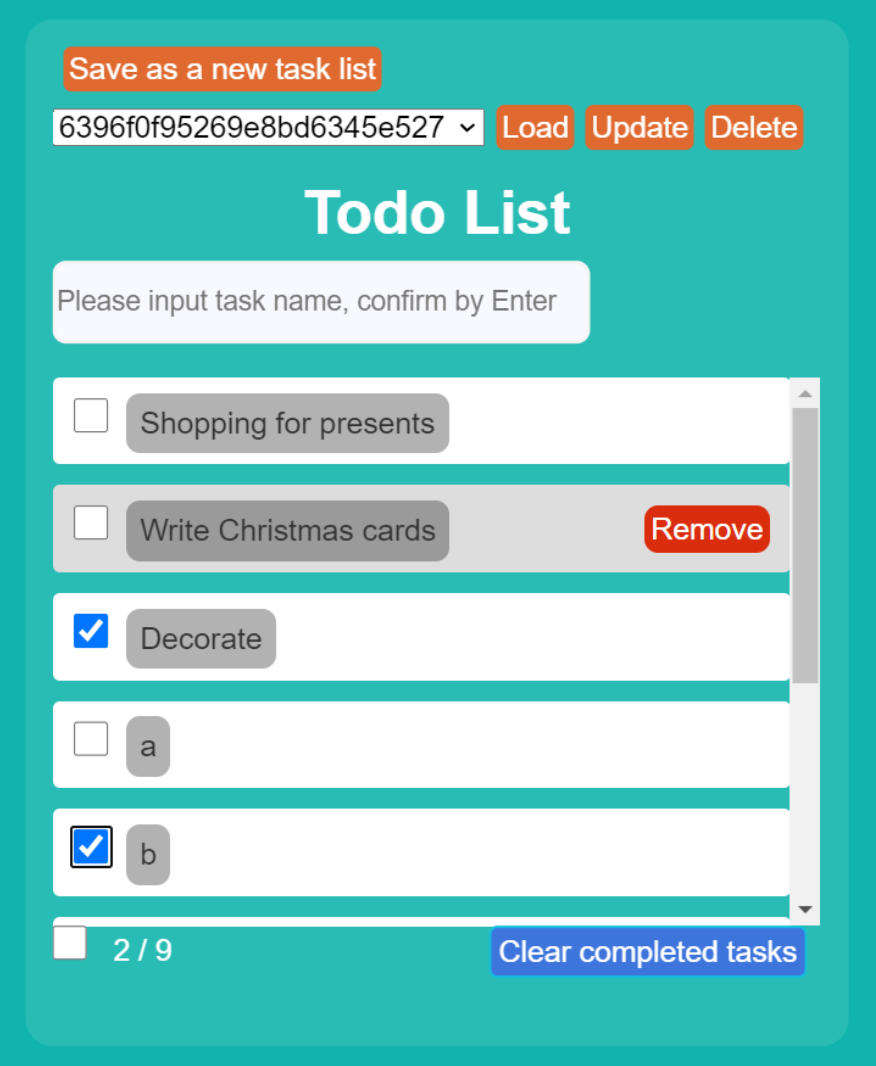 Save as a new task list
6396f0f95269e8bd6345e527 Load Update Delete
Todo List
Please input task name, confirm by Enter
Shopping for presents
Write Christmas cards Remove
Decorate
a
b
2 / 9 Clear completed tasks